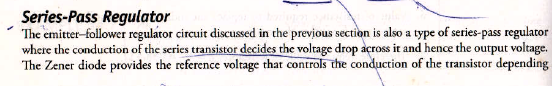 Series-Pass Regulator
The emitter–follower regulator circuit discussed in the previous section is also a type of series-pass regulator
where the conduction of the series transistor decides the voltage drop across it and hence the output voltage.
The Zener diode provides the reference voltage that controls the conduction of the transistor depending